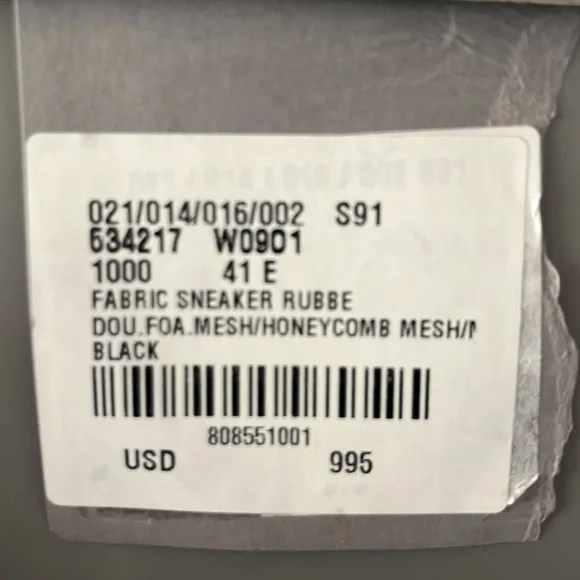 021/014/016/002 S91
534217 W09O1
1000 41 E
FABRIC SNEAKER RUBBE
DOU.FOA.MESH/HONEYCOMB MESH/
BLACK
808551001
USD 995